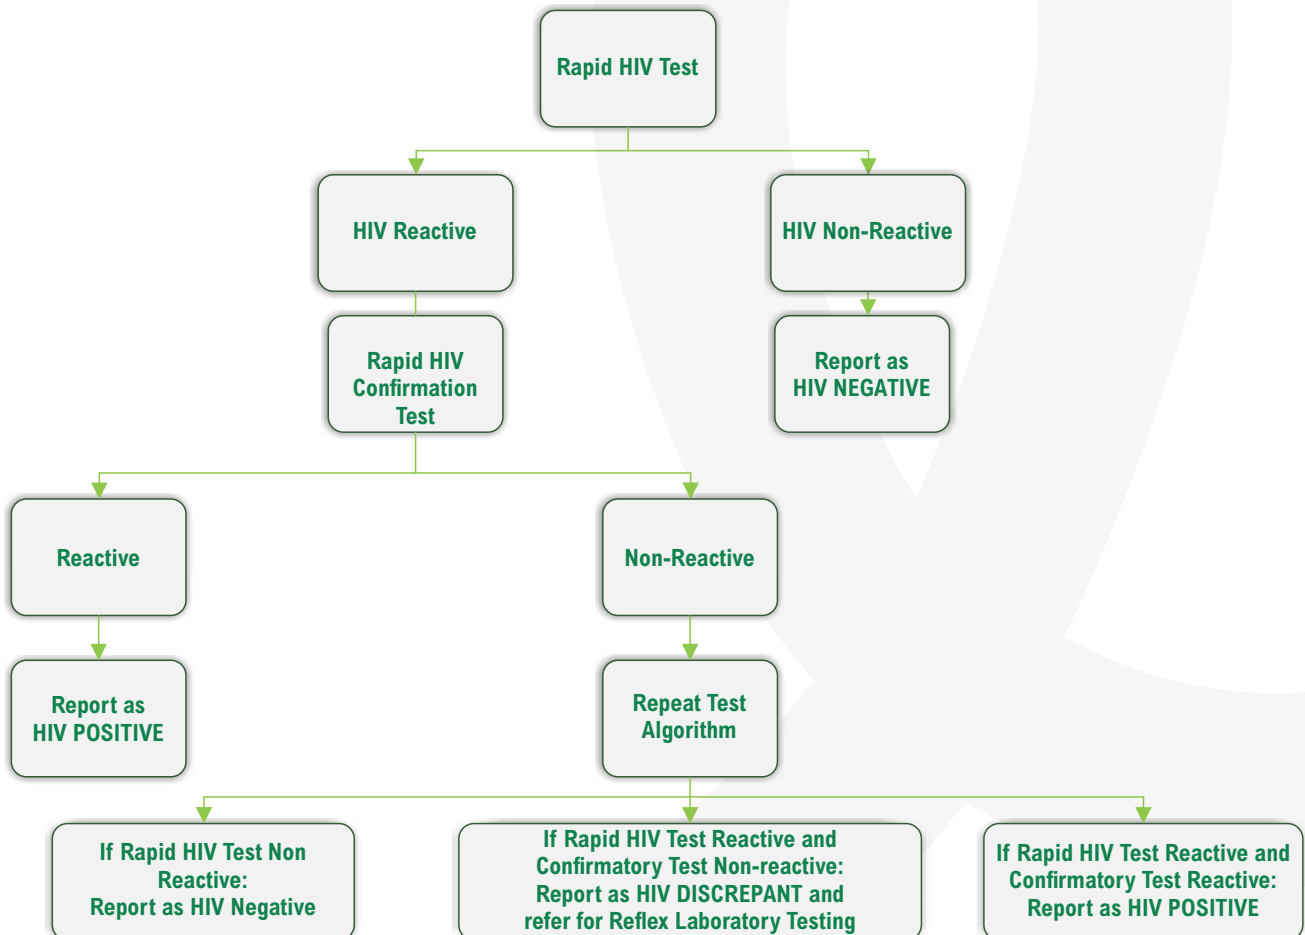 Rapid HIV Test
HIV Reactive
HIV Non-Reactive
Rapid HIV
Confirmation
Test
Report as
HIV NEGATIVE
Reactive
Non-Reactive
Report as
HIV POSITIVE
Repeat Test
Algorithm
If Rapid HIV Test Non
Reactive:
Report as HIV Negative
If Rapid HIV Test Reactive and
Confirmatory Test Non-reactive:
Report as HIV DISCREPANT and
refer for Reflex Laboratory Testing
If Rapid HIV Test Reactive and
Confirmatory Test Reactive:
Report as HIV POSITIVE